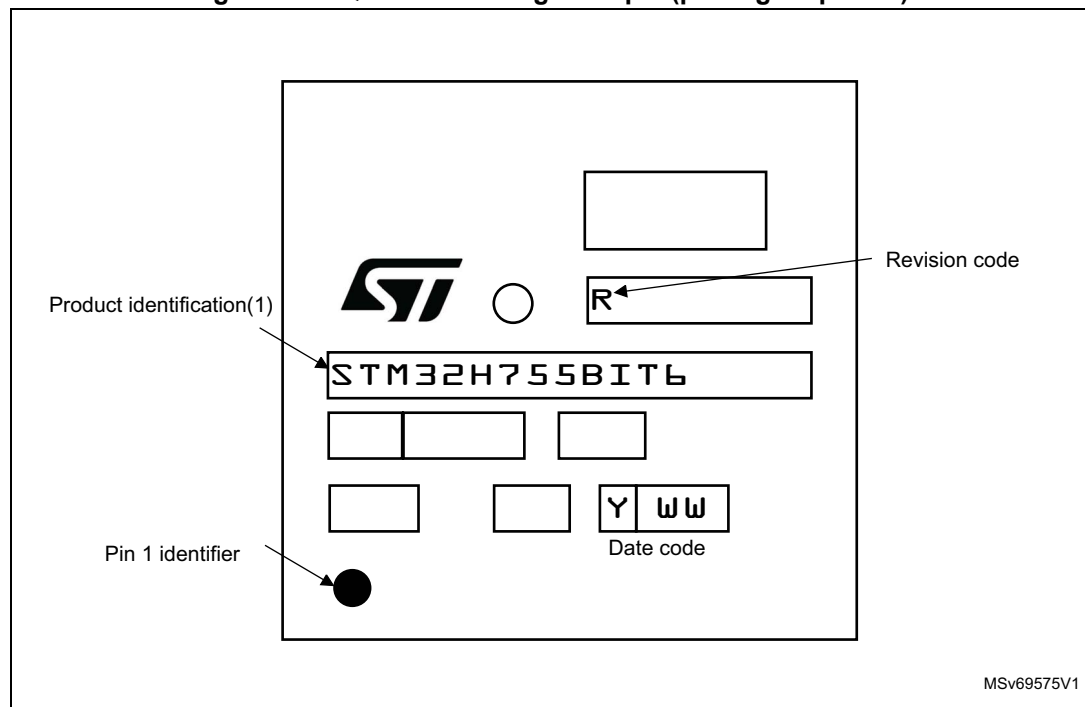 Revision code
R
Product identification(1)
STM32H755BIT6
Y WW
Date code
Pin 1 identifier
MSv69575V1